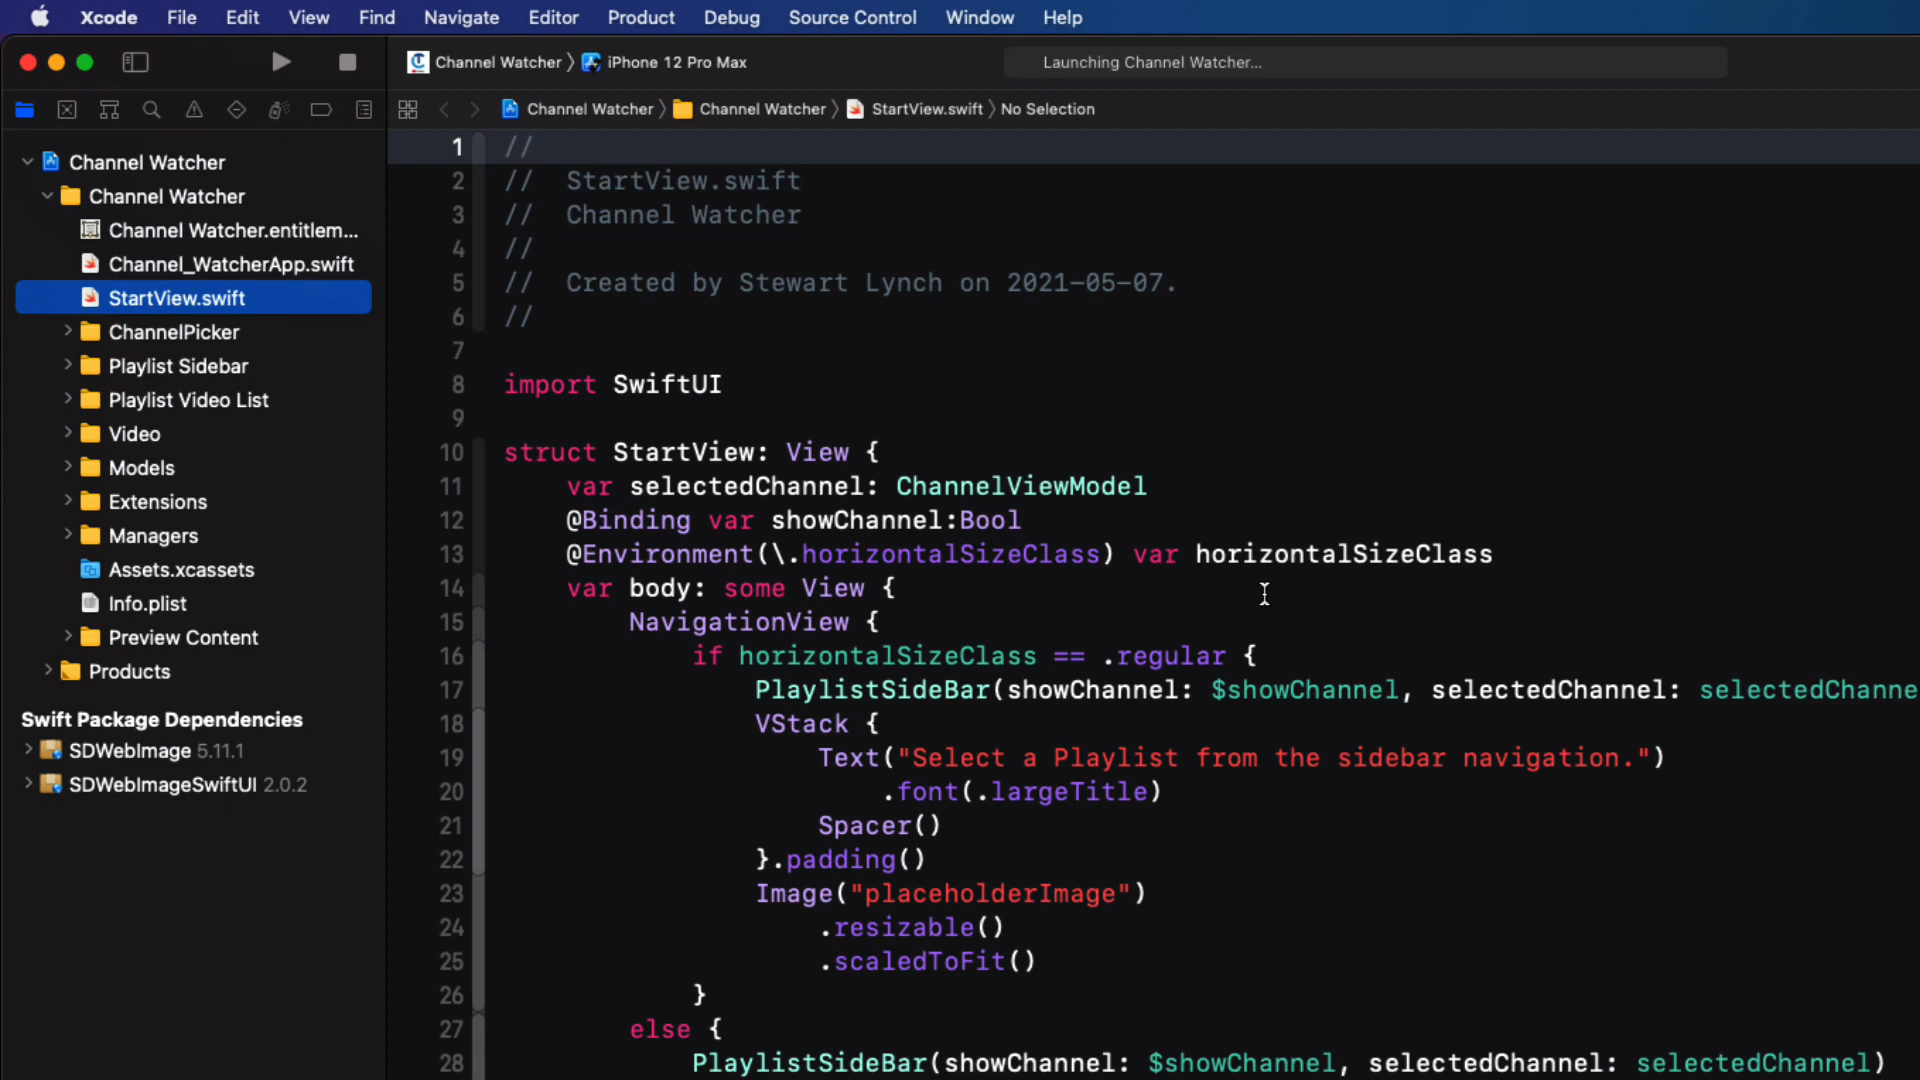 Xcode File Edit View Find Navigate Editor Product Debug Source Control Window Help
Channel Watcher 〉 iPhone 12 Pro Max
Launching Channel Watcher...
Channel Watcher 〉 Channel Watcher 〉 StartView.swift 〉 No Selection
Channel Watcher
Channel Watcher
Channel Watcher.entitlem...
Channel_WatcherApp.swift
StartView.swift
ChannelPicker
Playlist Sidebar
Playlist Video List
Video
Models
Extensions
Managers
Assets.xcassets
Info.plist
Preview Content
Products
Swift Package Dependencies
SDWebImage 5.11.1
SDWebImageSwiftUI 2.0.2
1 //
2 //  StartView.swift
3 //  Channel Watcher
4 //
5 //  Created by Stewart Lynch on 2021-05-07.
6 //
7
8 import SwiftUI
9
10 struct StartView: View {
11     var selectedChannel: ChannelViewModel
12     @Binding var showChannel:Bool
13     @Environment(\.horizontalSizeClass) var horizontalSizeClass
14     var body: some View {
15         NavigationView {
16             if horizontalSizeClass == .regular {
17                 PlaylistSideBar(showChannel: $showChannel, selectedChannel: selectedChanne
18                 VStack {
19                     Text("Select a Playlist from the sidebar navigation.")
20                         .font(.largeTitle)
21                     Spacer()
22                 }.padding()
23                 Image("placeholderImage")
24                     .resizable()
25                     .scaledToFit()
26             }
27         else {
28             PlaylistSideBar(showChannel: $showChannel, selectedChannel: selectedChannel)